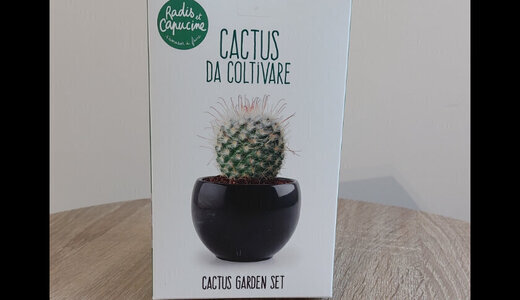 Radis et
Capucine
CACTUS
DA COLTIVARE
CACTUS GARDEN SET